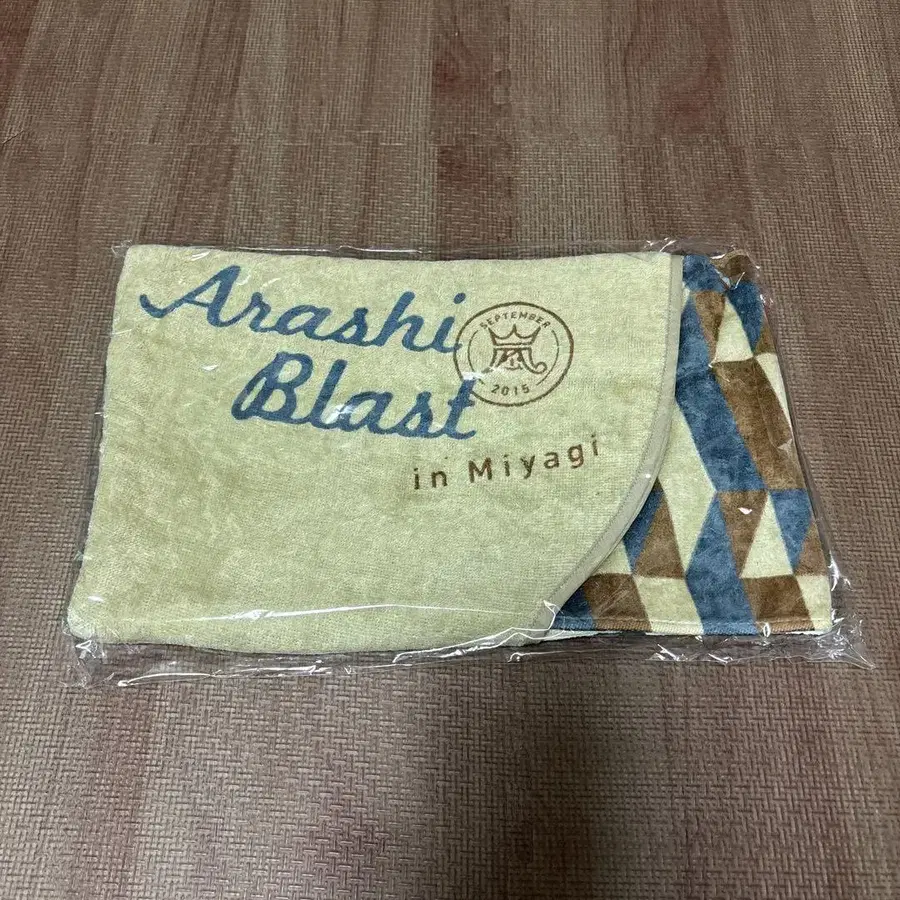 Arashi
Blast
SEPTEMBER
嵐
2015
in Miyagi